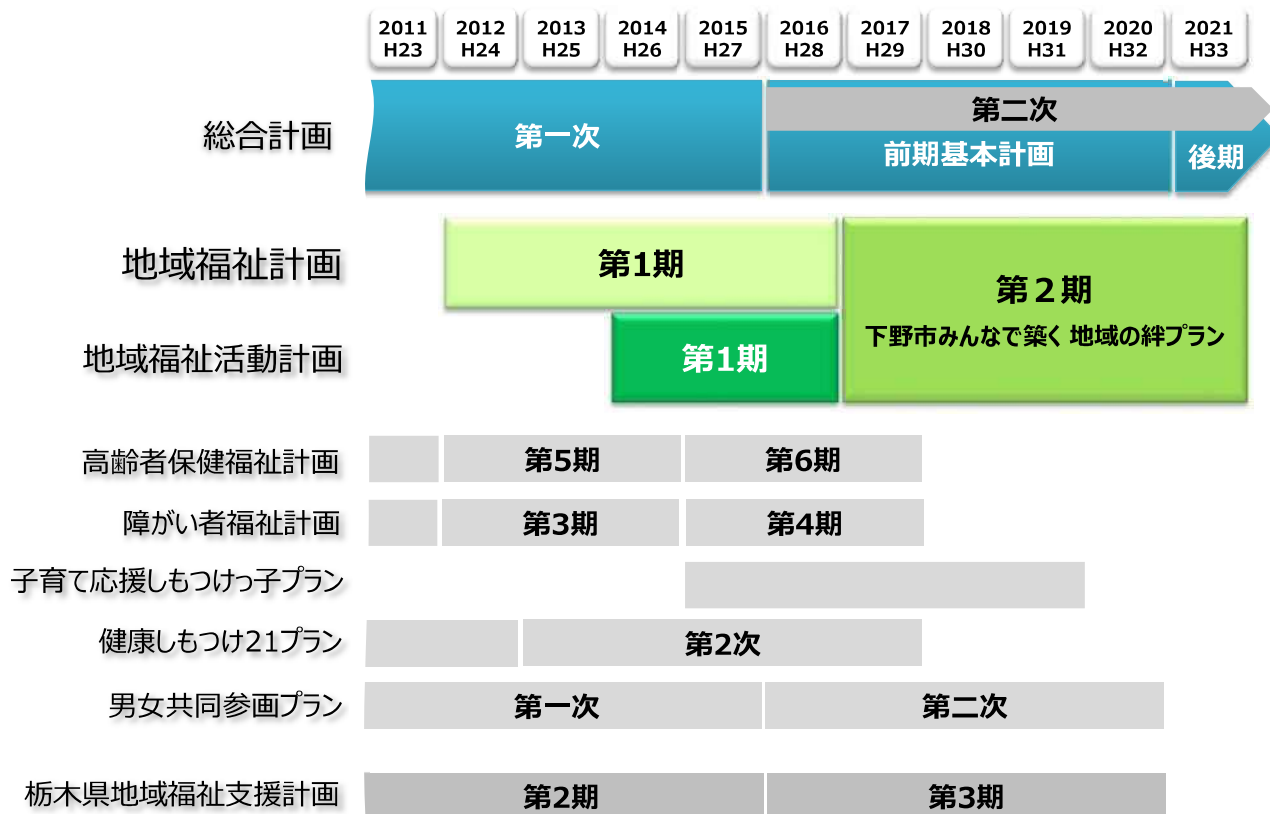 2011 2012 2013 2014 2015 2016 2017 2018 2019 2020 2021
H23 H24 H25 H26 H27 H28 H29 H30 H31 H32 H33
総合計画
第一次
第二次
前期基本計画
後期
地域福祉計画
第1期
第２期
下野市みんなで築く 地域の絆プラン
地域福祉活動計画
第1期
高齢者保健福祉計画
第5期
第6期
障がい者福祉計画
第3期
第4期
子育て応援しもつけっ子プラン
健康しもつけ21プラン
第2次
男女共同参画プラン
第一次
第二次
栃木県地域福祉支援計画
第2期
第3期